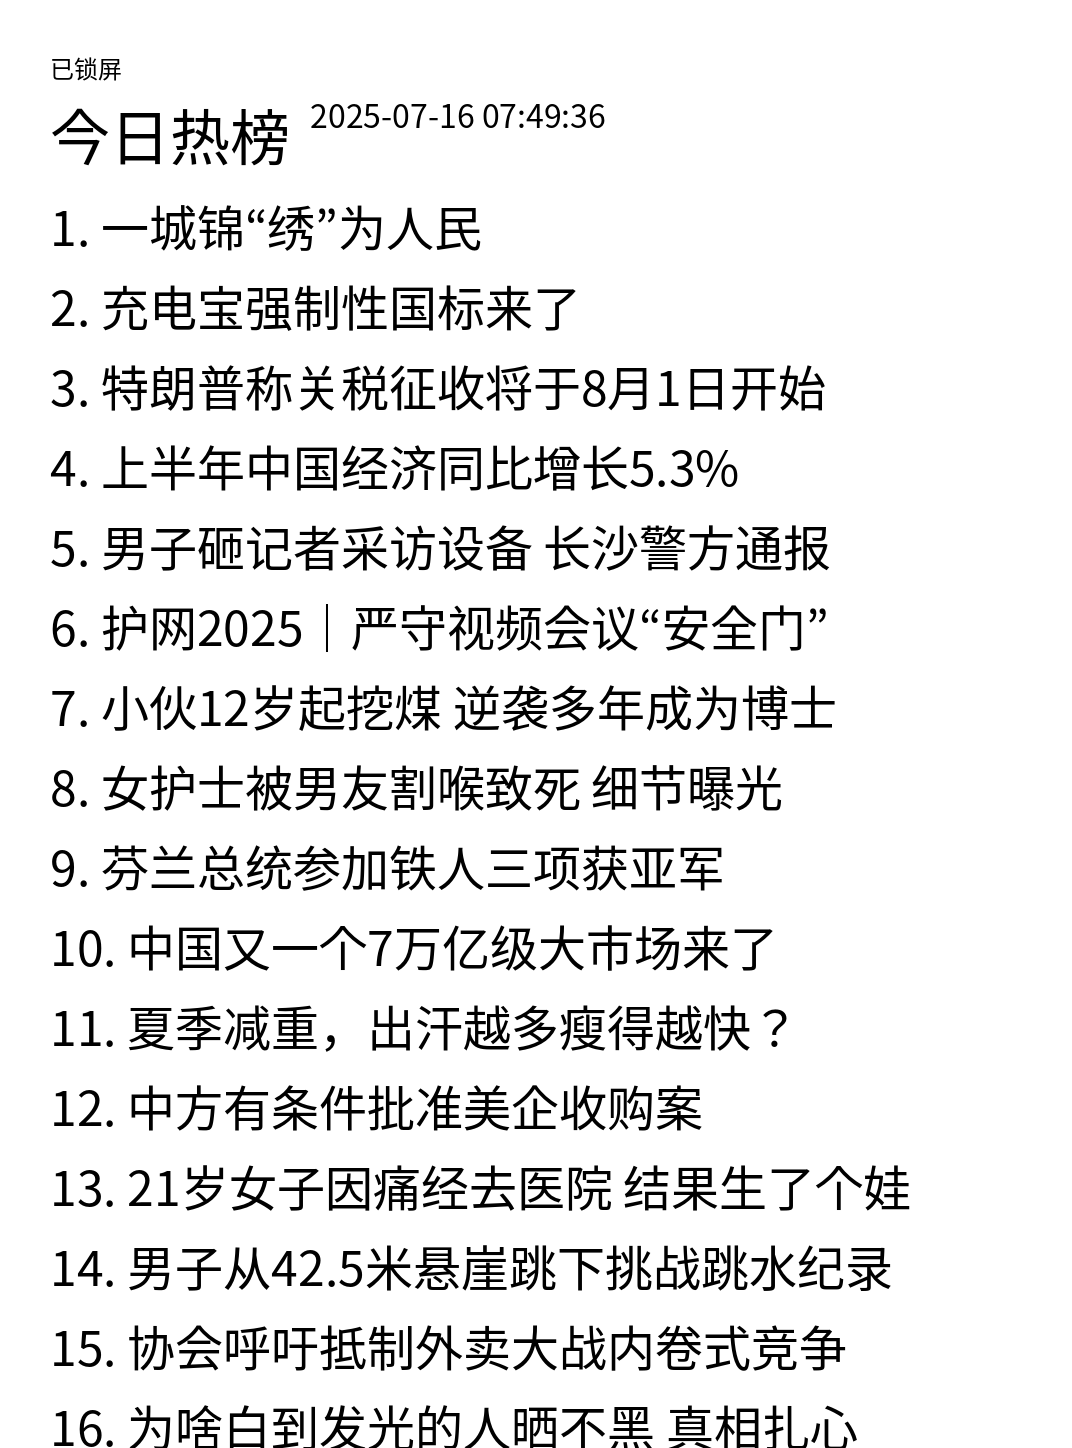 已锁屏
今日热榜 2025-07-16 07:49:36
1. 一城锦“绣”为人民
2. 充电宝强制性国标来了
3. 特朗普称关税征收将于8月1日开始
4. 上半年中国经济同比增长5.3%
5. 男子砸记者采访设备 长沙警方通报
6. 护网2025｜严守视频会议“安全门”
7. 小伙12岁起挖煤 逆袭多年成为博士
8. 女护士被男友割喉致死 细节曝光
9. 芬兰总统参加铁人三项获亚军
10. 中国又一个7万亿级大市场来了
11. 夏季减重，出汗越多瘦得越快？
12. 中方有条件批准美企收购案
13. 21岁女子因痛经去医院 结果生了个娃
14. 男子从42.5米悬崖跳下挑战跳水纪录
15. 协会呼吁抵制外卖大战内卷式竞争
16. 为啥白到发光的人晒不黑 真相扎心